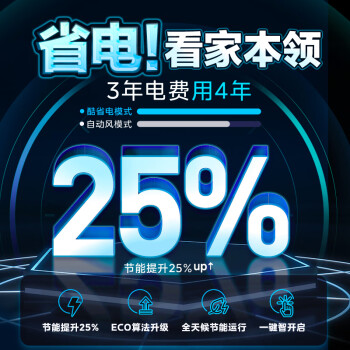 省电!看家本领
3年电费用4年
酷省电模式
自动风模式
25%
节能提升25%up↑
节能提升25% ECO算法升级 全天候节能运行 一键智开启